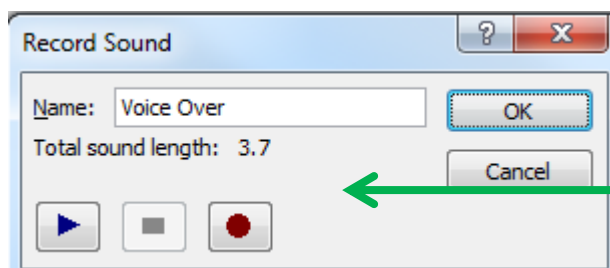 Record Sound
Name: Voice Over
OK
Total sound length: 3.7
Cancel